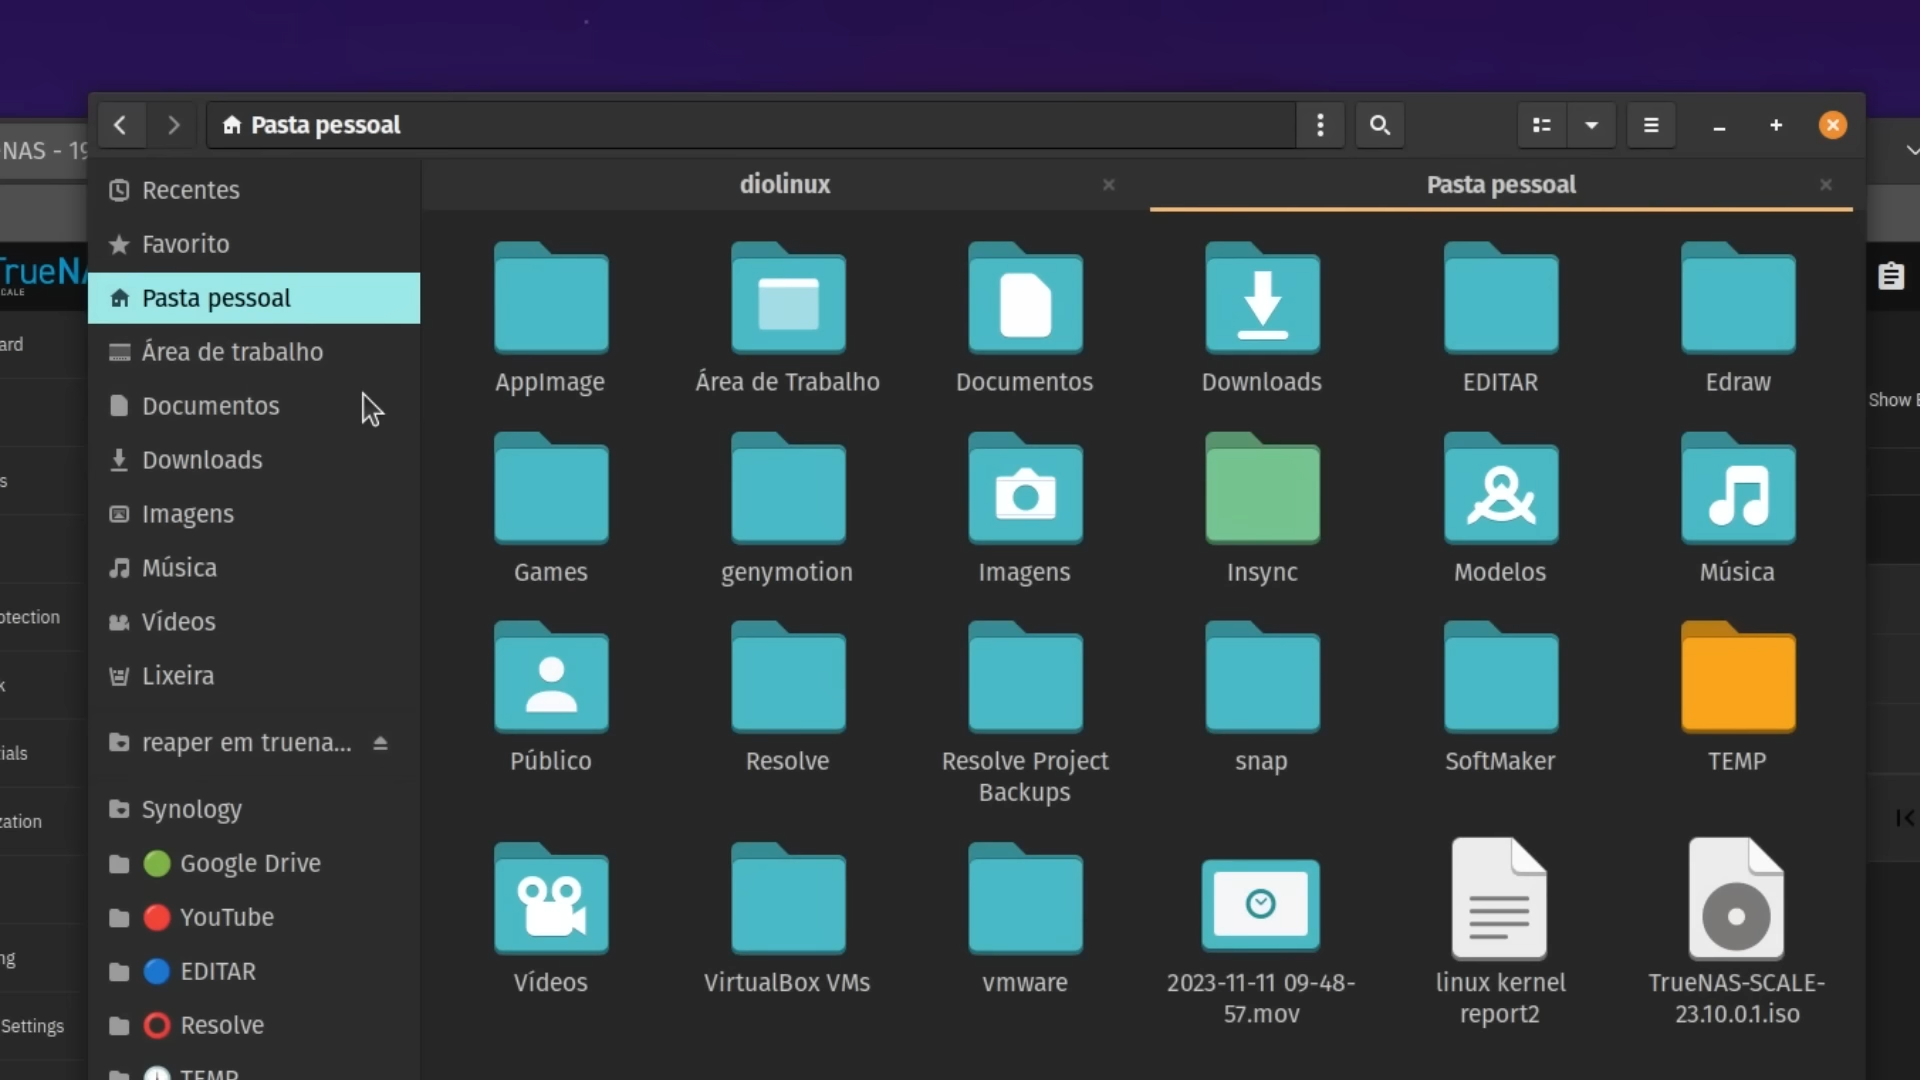 NAS - 19
Pasta pessoal
diolinux
Pasta pessoal
Recentes
Favorito
Pasta pessoal
Área de trabalho
Documentos
Downloads
Imagens
Música
Vídeos
Lixeira
reaper em truena...
Synology
Google Drive
YouTube
EDITAR
Resolve
TEMP
AppImage
Área de Trabalho
Documentos
Downloads
EDITAR
Edraw
Games
genymotion
Imagens
Insync
Modelos
Música
Público
Resolve
Resolve Project
Backups
snap
SoftMaker
TEMP
Vídeos
VirtualBox VMs
vmware
2023-11-11 09-48-
57.mov
linux kernel
report2
TrueNAS-SCALE-
23.10.0.1.iso
TrueNA
SCALE
ard
s
otection
k
ials
zation
ng
Settings
Show E